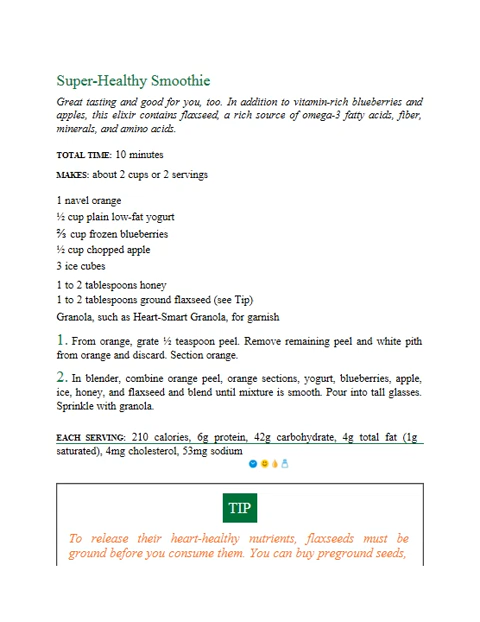 Super-Healthy Smoothie
Great tasting and good for you, too. In addition to vitamin-rich blueberries and
apples, this elixir contains flaxseed, a rich source of omega-3 fatty acids, fiber,
minerals, and amino acids.
TOTAL TIME: 10 minutes
MAKES: about 2 cups or 2 servings
1 navel orange
½ cup plain low-fat yogurt
⅔ cup frozen blueberries
½ cup chopped apple
3 ice cubes
1 to 2 tablespoons honey
1 to 2 tablespoons ground flaxseed (see Tip)
Granola, such as Heart-Smart Granola, for garnish
1. From orange, grate ½ teaspoon peel. Remove remaining peel and white pith
from orange and discard. Section orange.
2. In blender, combine orange peel, orange sections, yogurt, blueberries, apple,
ice, honey, and flaxseed and blend until mixture is smooth. Pour into tall glasses.
Sprinkle with granola.
EACH SERVING: 210 calories, 6g protein, 42g carbohydrate, 4g total fat (1g
saturated), 4mg cholesterol, 53mg sodium
TIP
To release their heart-healthy nutrients, flaxseeds must be
ground before you consume them. You can buy preground seeds,